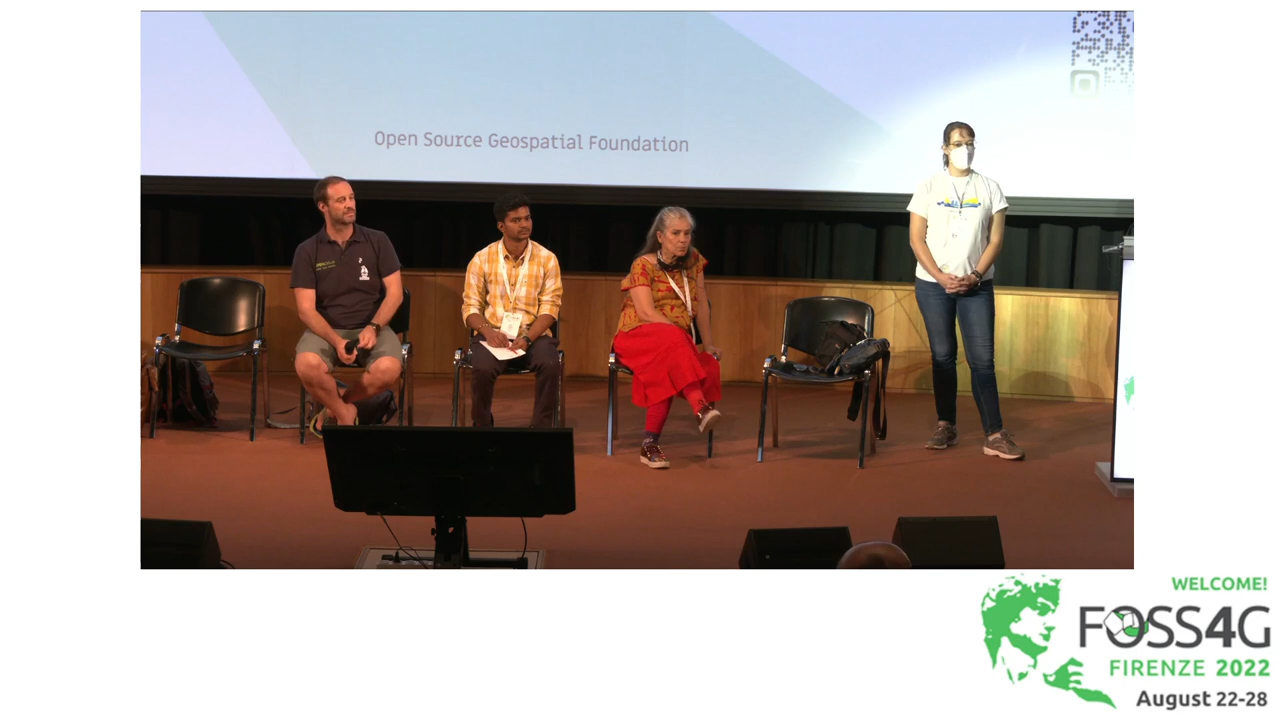 Open Source Geospatial Foundation
WELCOME!
FOSS4G
FIRENZE 2022
August 22-28